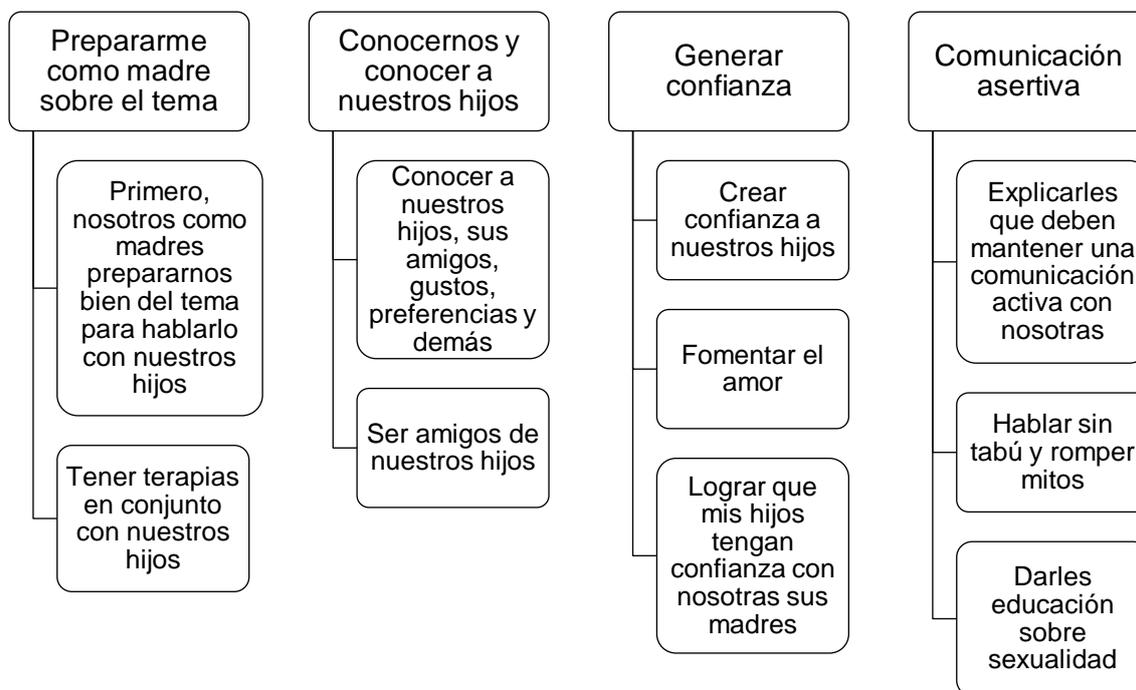 Prepararme
como madre
sobre el tema
Primero,
nosotros como
madres
prepararnos
bien del tema
para hablarlo
con nuestros
hijos
Tener terapias
en conjunto
con nuestros
hijos
Conocernos y
conocer a
nuestros hijos
Conocer a
nuestros
hijos, sus
amigos,
gustos,
preferencias y
demás
Ser amigos de
nuestros hijos
Generar
confianza
Crear
confianza a
nuestros hijos
Fomentar el
amor
Lograr que
mis hijos
tengan
confianza con
nosotras sus
madres
Comunicación
asertiva
Explicarles
que deben
mantener una
comunicación
activa con
nosotras
Hablar sin
tabú y romper
mitos
Darles
educación
sobre
sexualidad